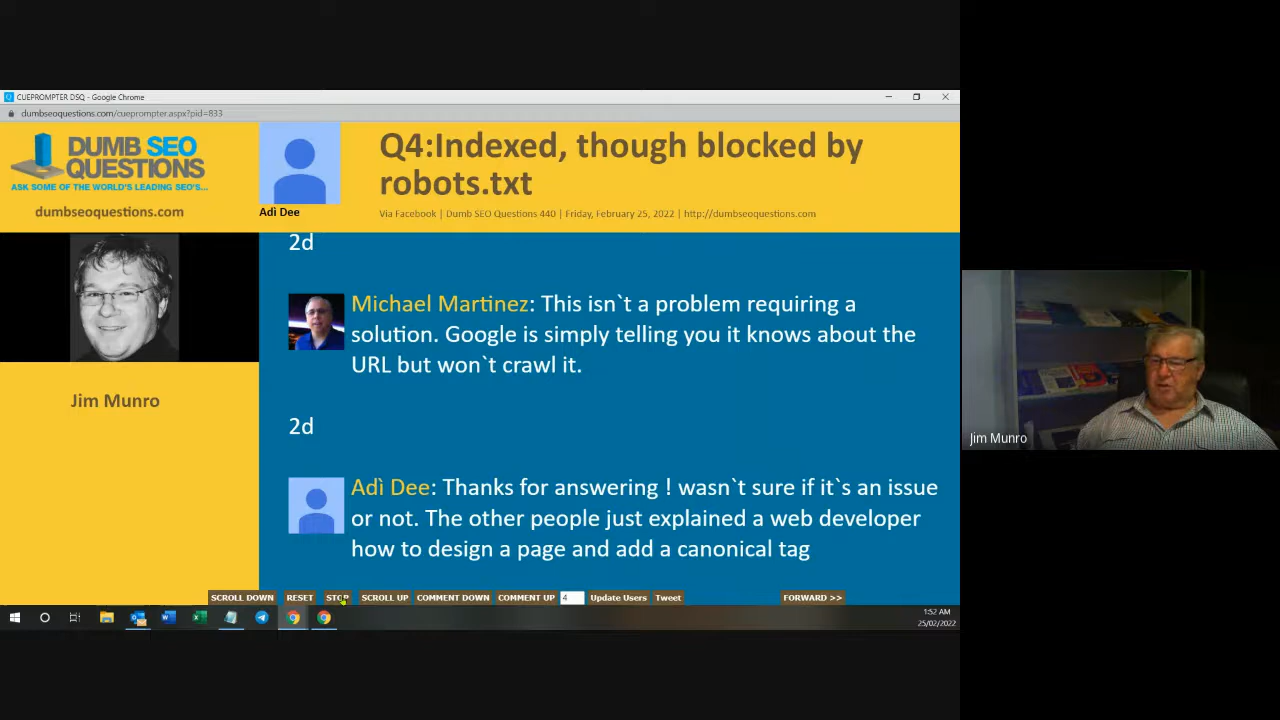 CUEPROMPTER DSQ - Google Chrome
dumbseoquestions.com/cueprompter.aspx?pid=833
DUMB SEO
QUESTIONS
ASK SOME OF THE WORLD'S LEADING SEO'S...
dumbseoquestions.com
Adì Dee
Q4:Indexed, though blocked by
robots.txt
Via Facebook | Dumb SEO Questions 440 | Friday, February 25, 2022 | http://dumbseoquestions.com
Jim Munro
2d
Michael Martinez: This isn`t a problem requiring a
solution. Google is simply telling you it knows about the
URL but won`t crawl it.
2d
Adì Dee: Thanks for answering ! wasn`t sure if it`s an issue
or not. The other people just explained a web developer
how to design a page and add a canonical tag
SCROLL DOWN RESET STOP SCROLL UP COMMENT DOWN COMMENT UP 4 Update Users Tweet FORWARD >>
1:52 AM
25/02/2022
Jim Munro